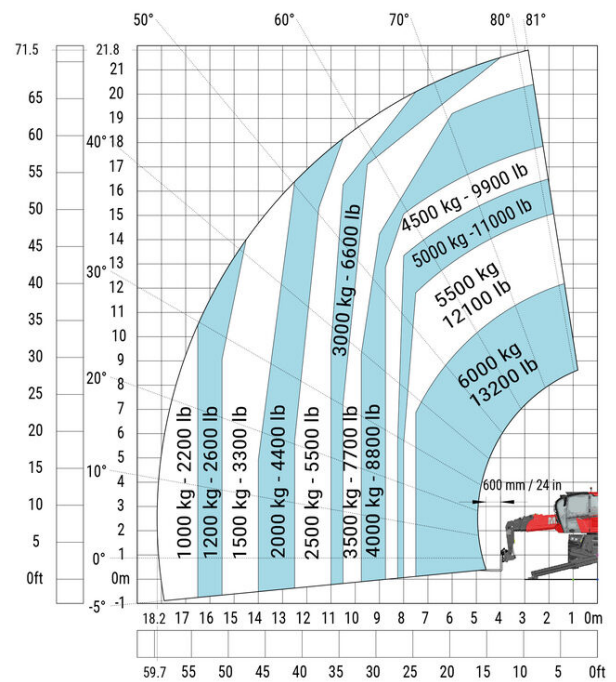 50° 60° 70° 80° 81°
71.5 21.8
21
65 20
19
60 40° 18
17
55
16
50 15
14
45
13
40 30° 12
11
35
10
30
9
25 20° 8
7
20
6
15 5
10° 4
10
3
2
5
0° 1
0ft 0m
-5° -1
4500 kg - 9900 lb
5000 kg -11000 lb
5500 kg
12100 lb
6000 kg
13200 lb
3000 kg - 6600 lb
1000 kg - 2200 lb
1200 kg - 2600 lb
1500 kg - 3300 lb
2000 kg - 4400 lb
2500 kg - 5500 lb
3500 kg - 7700 lb
4000 kg - 8800 lb
600 mm / 24 in
18.2 17 16 15 14 13 12 11 10 9 8 7 6 5 4 3 2 1 0m
59.7 55 50 45 40 35 30 25 20 15 10 5 0ft